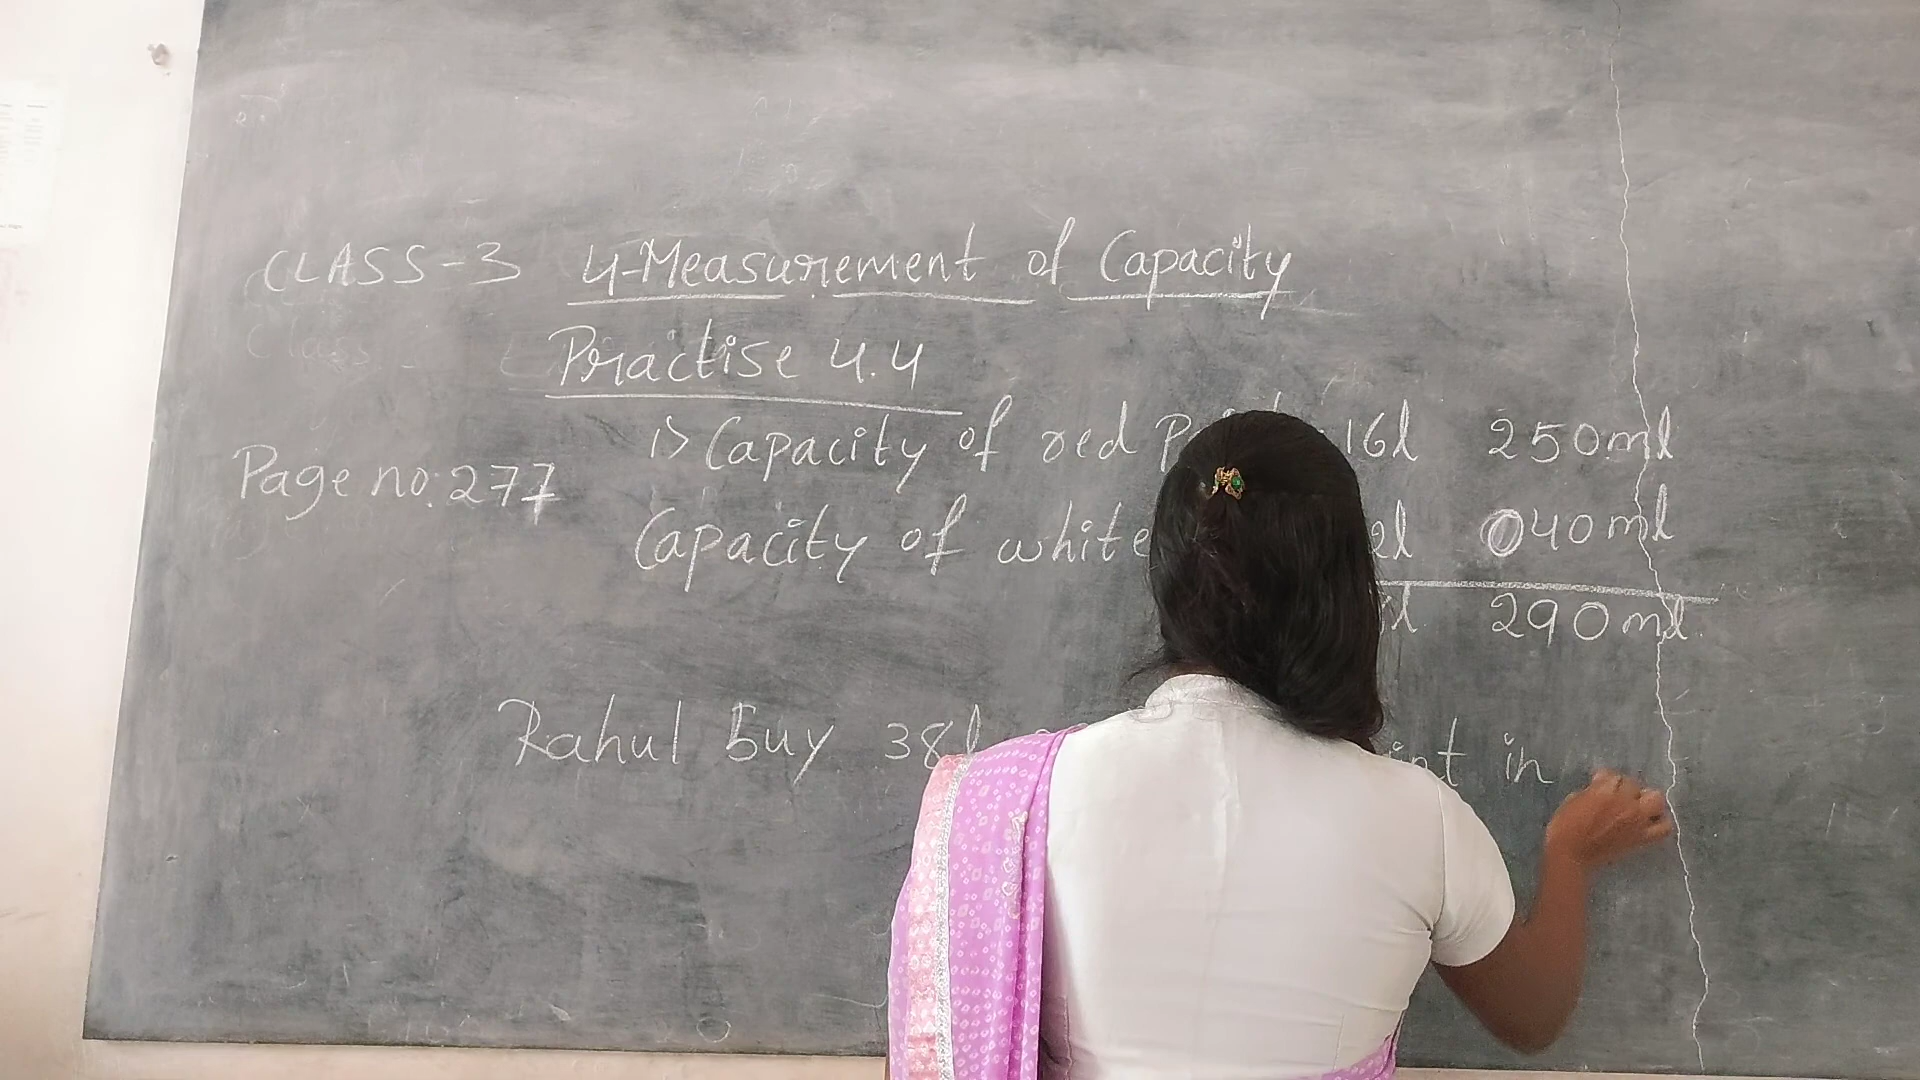 CLASS-3 4-Measurement of Capacity
Practise 4.4
Page no: 277
1> Capacity of red 16l 250ml
Capacity of white 040ml
290ml
Rahul Buy 38l in